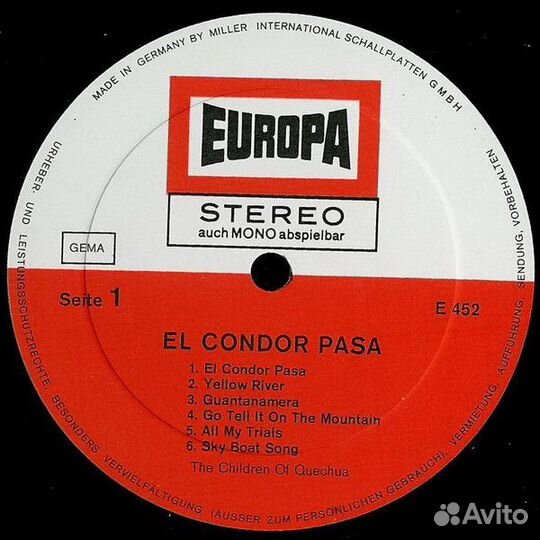 MADE IN GERMANY BY MILLER INTERNATIONAL SCHALLPLATTEN GMBH
EUROPA
STEREO
auch MONO abspielbar
GEMA
Seite 1
E 452
EL CONDOR PASA
1. El Condor Pasa
2. Yellow River
3. Guantanamera
4. Go Tell It On The Mountain
5. All My Trials
6. Sky Boat Song
The Children Of Quechua
URHEBER- UND LEISTUNGSSCHUTZRECHTE, BESONDERS VERVIELFÄLTIGUNG (AUSSER ZUM PERSÖNLICHEN GEBRAUCH), VERMIETUNG, AUFFÜHRUNG, SENDUNG, VORBEHALTEN
Avito